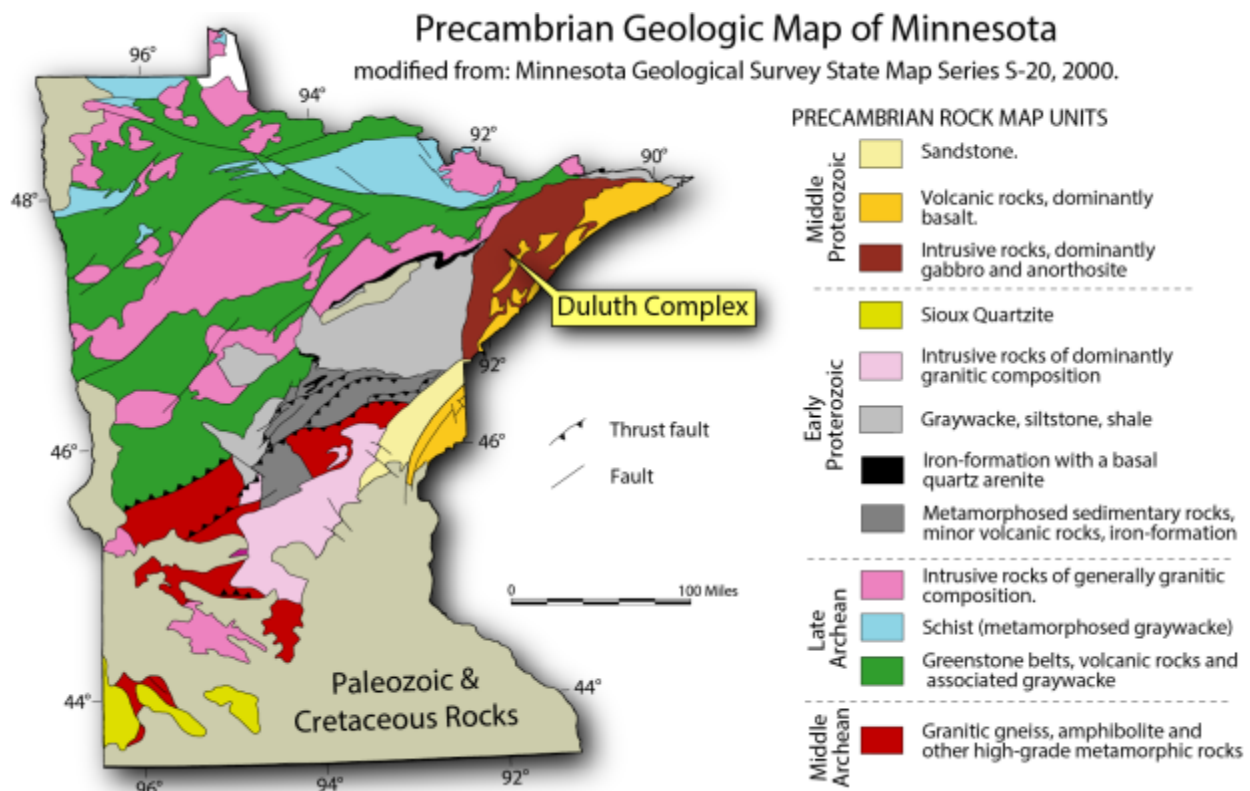 Precambrian Geologic Map of Minnesota
modified from: Minnesota Geological Survey State Map Series S-20, 2000.
PRECAMBRIAN ROCK MAP UNITS
Middle
Proterozoic
Sandstone.
Volcanic rocks, dominantly
basalt.
Intrusive rocks, dominantly
gabbro and anorthosite
Early
Proterozoic
Sioux Quartzite
Intrusive rocks of dominantly
granitic composition
Graywacke, siltstone, shale
Iron-formation with a basal
quartz arenite
Metamorphosed sedimentary rocks,
minor volcanic rocks, iron-formation
Late
Archean
Intrusive rocks of generally granitic
composition.
Schist (metamorphosed graywacke)
Greenstone belts, volcanic rocks and
associated graywacke
Middle
Archean
Granitic gneiss, amphibolite and
other high-grade metamorphic rocks
96°
94°
92°
90°
48°
Duluth Complex
92°
46°
46°
Thrust fault
Fault
0
100 Miles
Paleozoic &
Cretaceous Rocks
44°
44°
96°
94°
92°